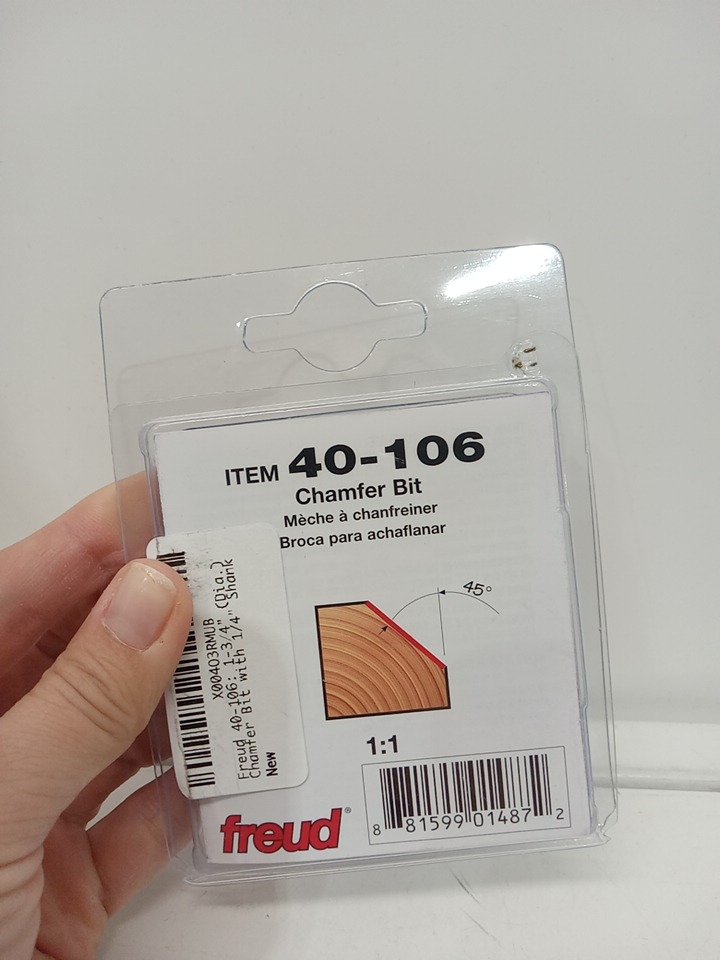 ITEM 40-106
Chamfer Bit
Mèche à chanfreiner
Broca para achaflanar
45°
X00403RMUB
Freud 40-106: 1-3/4" (Dia.)
Chamfer Bit with 1/4" Shank
New
1:1
freud®
8 81599 01487 2